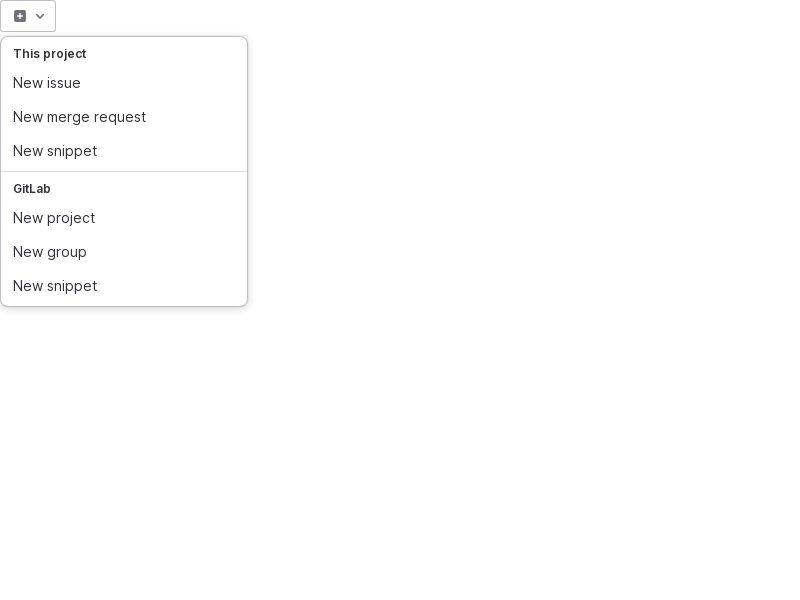 This project
New issue
New merge request
New snippet
GitLab
New project
New group
New snippet